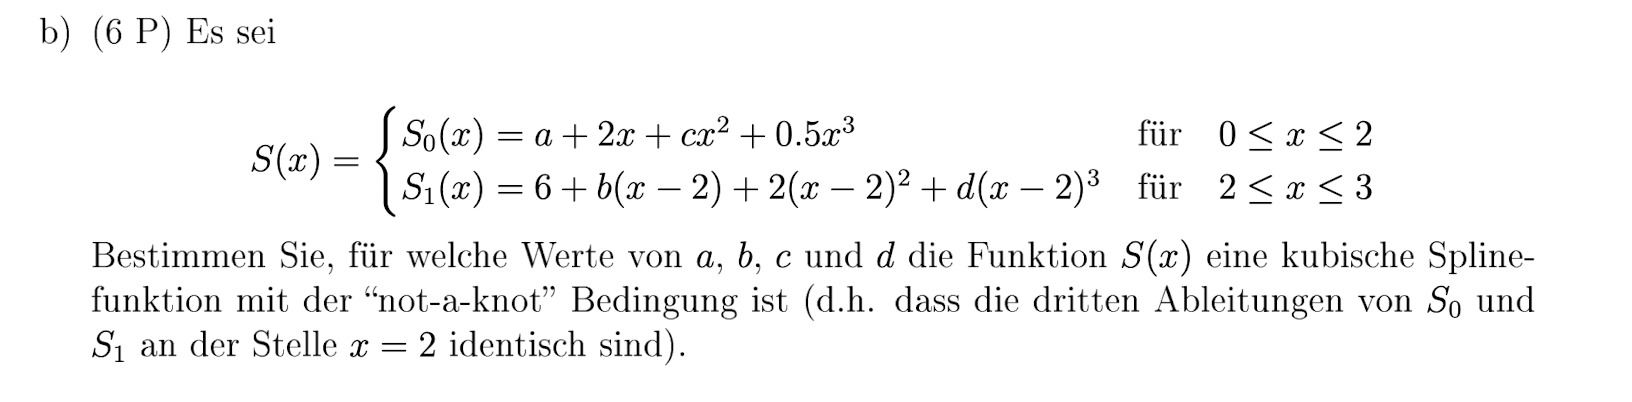 b) (6 P) Es sei
S(x) = { S₀(x) = a + 2x + cx² + 0.5x³ für 0 ≤ x ≤ 2
S₁(x) = 6 + b(x − 2) + 2(x − 2)² + d(x − 2)³ für 2 ≤ x ≤ 3
Bestimmen Sie, für welche Werte von a, b, c und d die Funktion S(x) eine kubische Spline-
funktion mit der “not-a-knot” Bedingung ist (d.h. dass die dritten Ableitungen von S₀ und
S₁ an der Stelle x = 2 identisch sind).